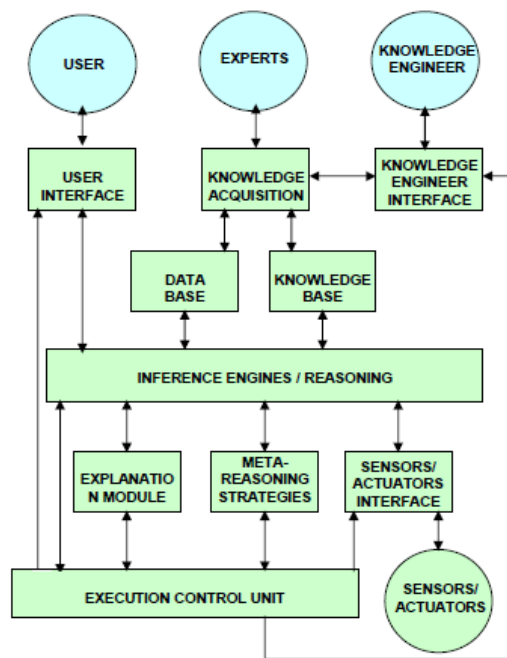 USER
EXPERTS
KNOWLEDGE
ENGINEER
USER
INTERFACE
KNOWLEDGE
ACQUISITION
KNOWLEDGE
ENGINEER
INTERFACE
DATA
BASE
KNOWLEDGE
BASE
INFERENCE ENGINES / REASONING
EXPLANATIO
N MODULE
META-
REASONING
STRATEGIES
SENSORS/
ACTUATORS
INTERFACE
EXECUTION CONTROL UNIT
SENSORS/
ACTUATORS